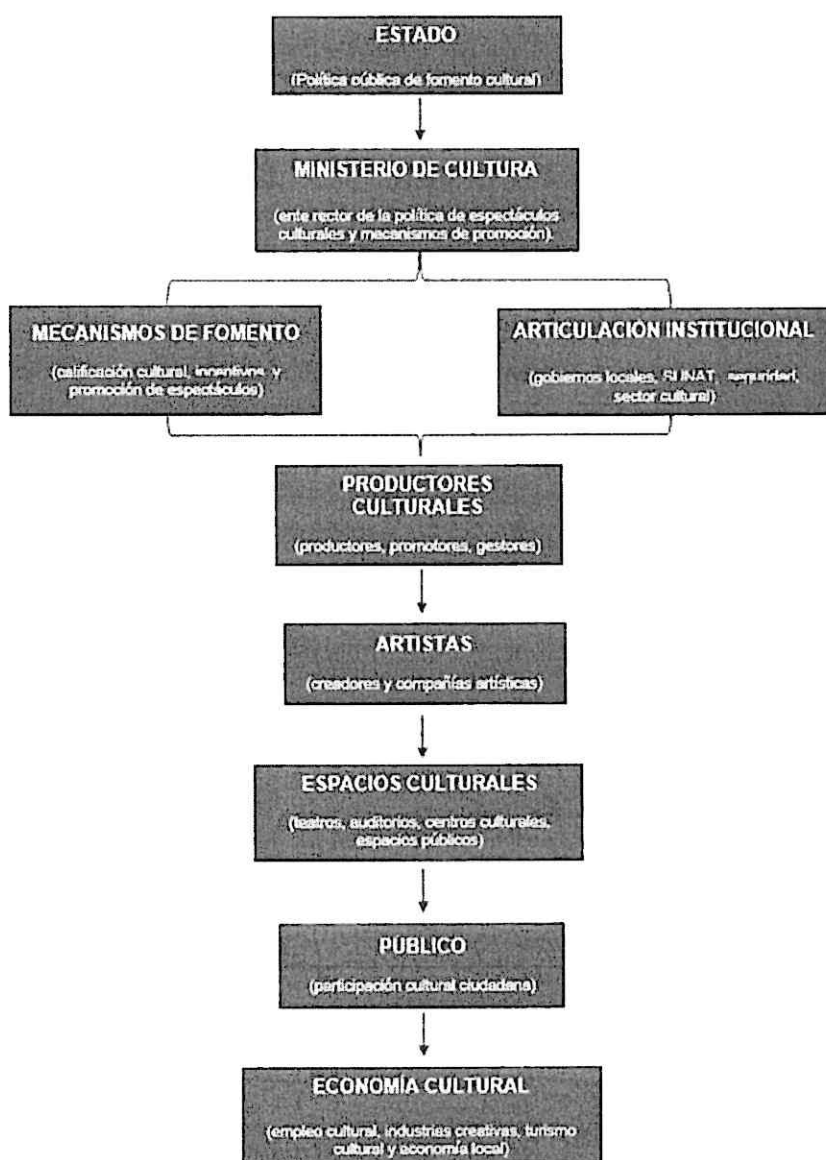 ESTADO
(Política pública de fomento cultural)
MINISTERIO DE CULTURA
(ente rector de la política de espectáculos
culturales y mecanismos de promoción).
MECANISMOS DE FOMENTO
(calificación cultural, incentivos y
promoción de espectáculos)
ARTICULACIÓN INSTITUCIONAL
(gobiernos locales, SUNAT, seguridad,
sector cultural)
PRODUCTORES
CULTURALES
(productores, promotores, gestores)
ARTISTAS
(creadores y compañías artísticas)
ESPACIOS CULTURALES
(teatros, auditorios, centros culturales,
espacios públicos)
PÚBLICO
(participación cultural ciudadana)
ECONOMÍA CULTURAL
(empleo cultural, industrias creativas, turismo
cultural y economía local)